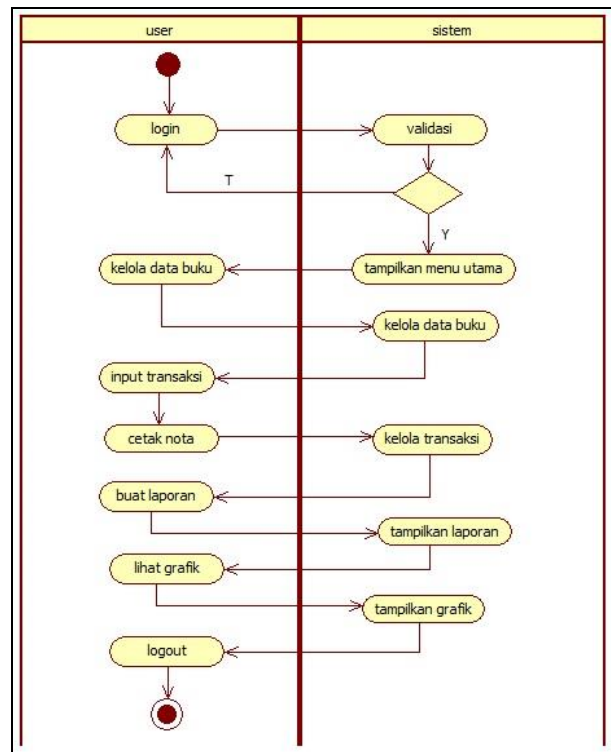 user
sistem
login
validasi
T
Y
kelola data buku
tampilkan menu utama
kelola data buku
input transaksi
cetak nota
kelola transaksi
buat laporan
tampilkan laporan
lihat grafik
tampilkan grafik
logout